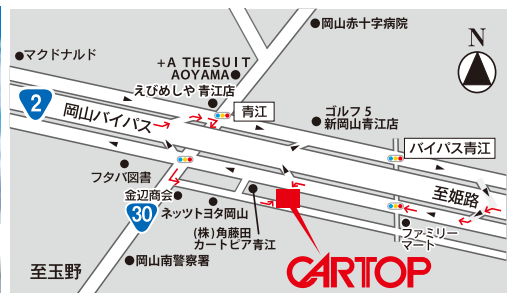 岡山赤十字病院
マクドナルド
+A THESUIT
AOYAMA
N
えびめしや 青江店
2
岡山バイパス
青江
ゴルフ5
新岡山青江店
バイパス青江
フタバ図書
至姫路
金辺商会
30
ネッツトヨタ岡山
(株)角藤田
カートピア青江
ファミリー
マート
至玉野
岡山南警察署
CARTOP